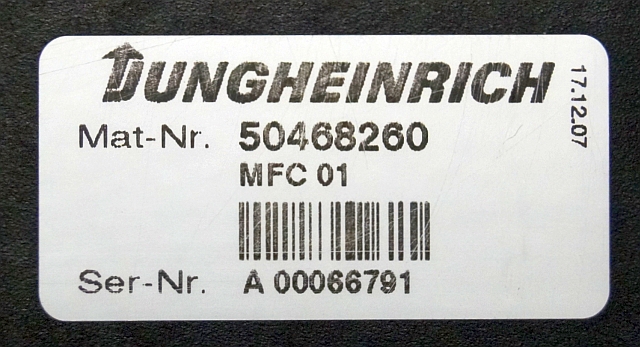 JUNGHEINRICH
Mat-Nr. 50468260
MFC 01
Ser-Nr. A 00066791
17.12.07